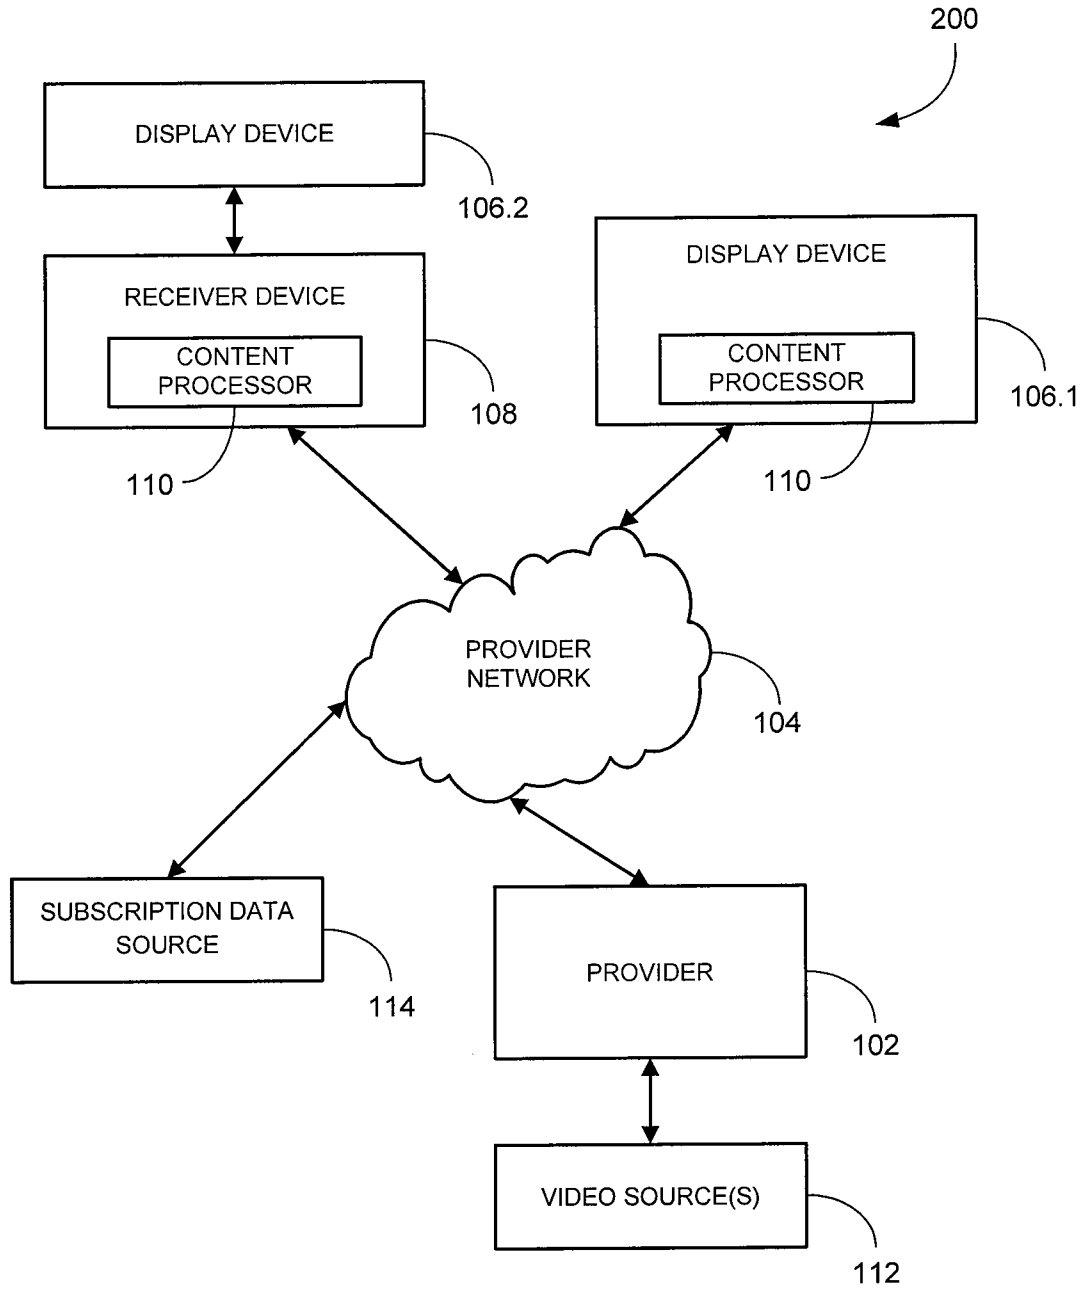 200
DISPLAY DEVICE
106.2
RECEIVER DEVICE
CONTENT
PROCESSOR
108
110
DISPLAY DEVICE
CONTENT
PROCESSOR
106.1
110
PROVIDER
NETWORK
104
SUBSCRIPTION DATA
SOURCE
114
PROVIDER
102
VIDEO SOURCE(S)
112